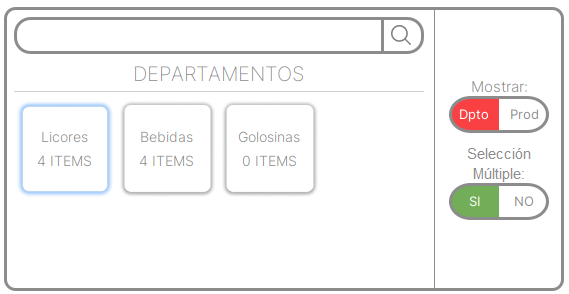 DEPARTAMENTOS
Licores
4 ITEMS
Bebidas
4 ITEMS
Golosinas
0 ITEMS
Mostrar:
Dpto Prod
Selección
Múltiple:
SI NO